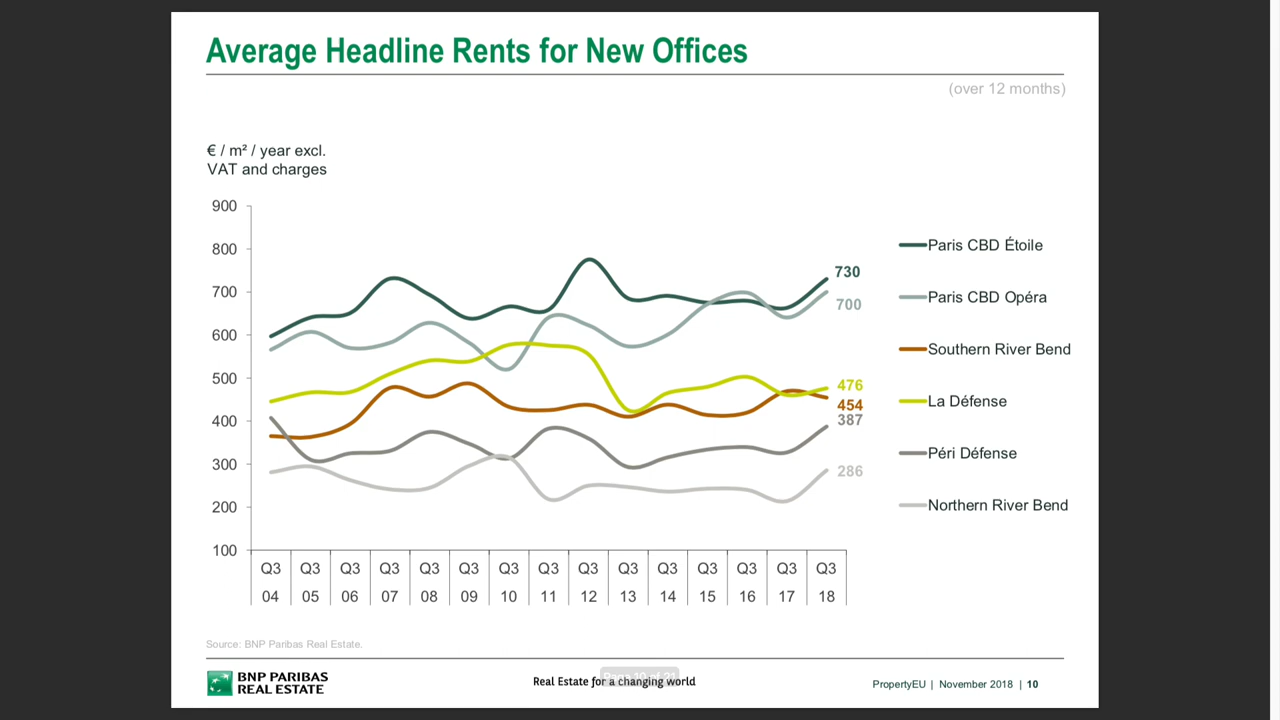 Average Headline Rents for New Offices
(over 12 months)
€ / m² / year excl.
VAT and charges
900
800
700
600
500
400
300
200
100
730
700
476
454
387
286
Paris CBD Étoile
Paris CBD Opéra
Southern River Bend
La Défense
Péri Défense
Northern River Bend
Q3 Q3 Q3 Q3 Q3 Q3 Q3 Q3 Q3 Q3 Q3 Q3 Q3 Q3 Q3
04 05 06 07 08 09 10 11 12 13 14 15 16 17 18
Source: BNP Paribas Real Estate.
BNP PARIBAS
REAL ESTATE
Real Estate for a changing world
PropertyEU | November 2018 | 10